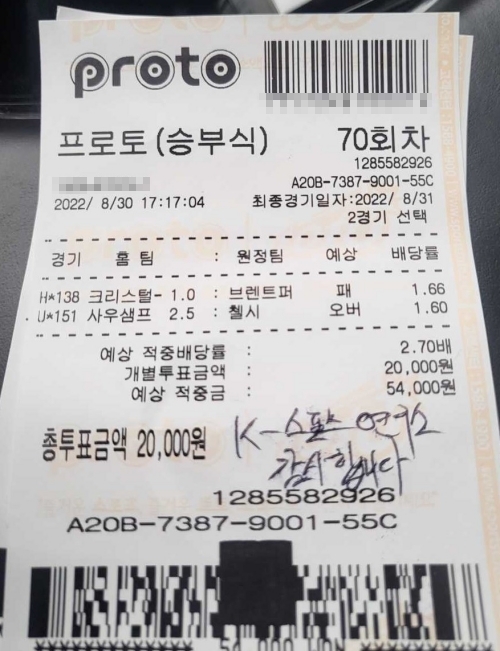 proto
프로토(승부식) 70회차
1285582926
A20B-7387-9001-55C
2022/ 8/30 17:17:04 최종경기일자:2022/ 8/31
2경기 선택
경기 홈 팀 : 원정팀 예상 배당률
H*138 크리스털- 1.0 : 브렌트퍼 패 1.66
U*151 사우샘프 2.5 : 첼시 오버 1.60
예상 적중배당률 : 2.70배
개별투표금액 : 20,000원
예상 적중금 : 54,000원
총투표금액 20,000원
K-스포츠 연구소
감사합니다
1285582926
A20B-7387-9001-55C